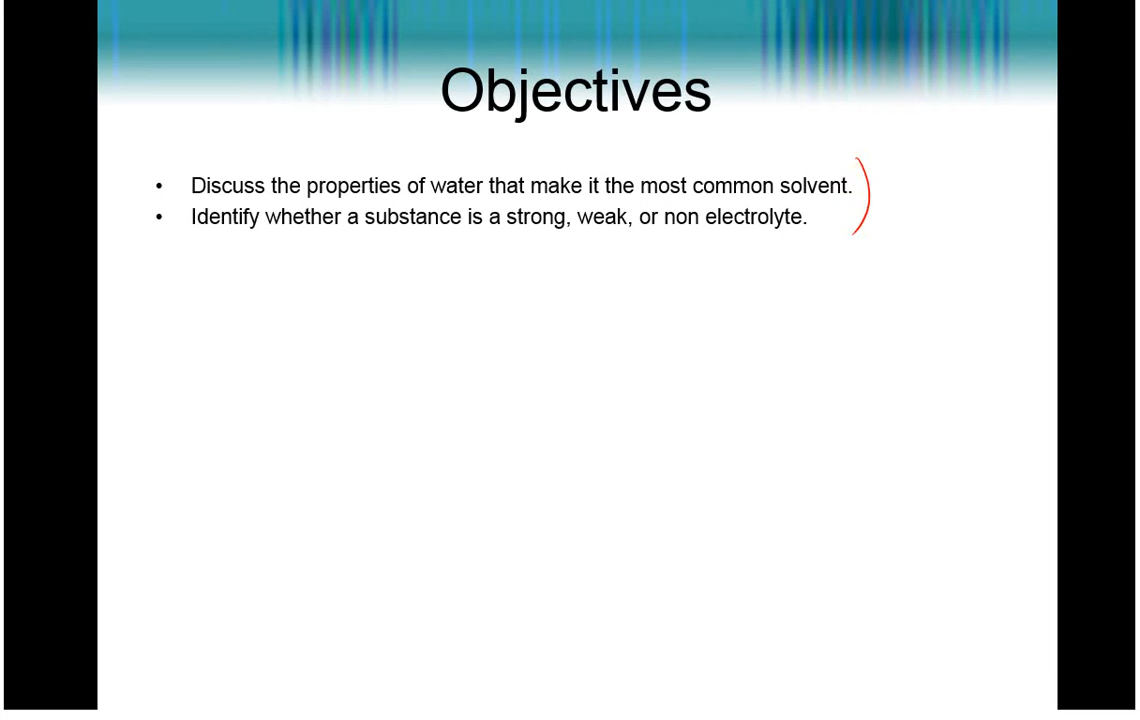 Objectives
• Discuss the properties of water that make it the most common solvent.
• Identify whether a substance is a strong, weak, or non electrolyte.